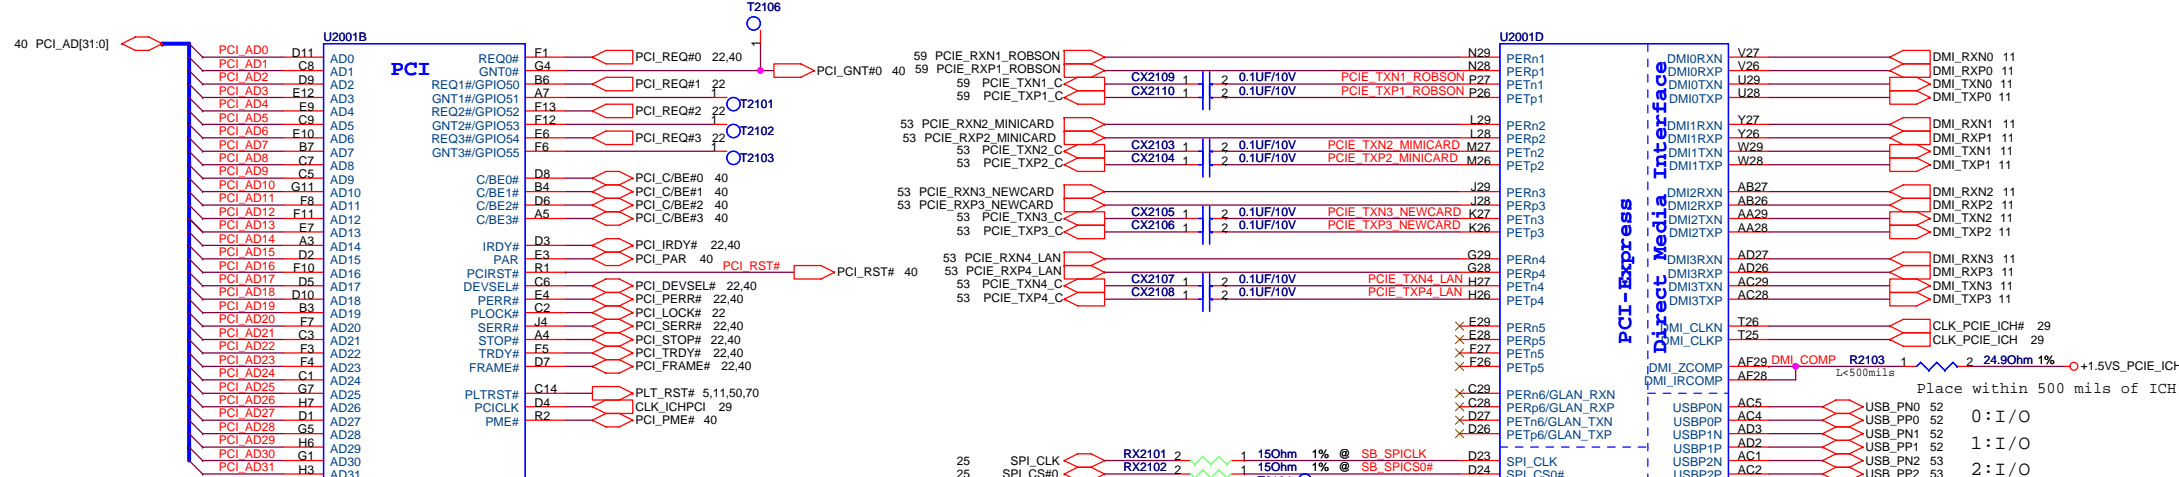 T2106
40 PCI_AD[31:0]
U2001B
PCI
PCI_AD0 D11 AD0
PCI_AD1 C8 AD1
PCI_AD2 D9 AD2
PCI_AD3 E12 AD3
PCI_AD4 E9 AD4
PCI_AD5 C9 AD5
PCI_AD6 E10 AD6
PCI_AD7 B7 AD7
PCI_AD8 C7 AD8
PCI_AD9 C5 AD9
PCI_AD10 G11 AD10
PCI_AD11 F8 AD11
PCI_AD12 F11 AD12
PCI_AD13 E7 AD13
PCI_AD14 A3 AD14
PCI_AD15 D2 AD15
PCI_AD16 F10 AD16
PCI_AD17 D5 AD17
PCI_AD18 D10 AD18
PCI_AD19 B3 AD19
PCI_AD20 F7 AD20
PCI_AD21 C3 AD21
PCI_AD22 F3 AD22
PCI_AD23 F4 AD23
PCI_AD24 C1 AD24
PCI_AD25 G7 AD25
PCI_AD26 H7 AD26
PCI_AD27 D1 AD27
PCI_AD28 G5 AD28
PCI_AD29 H6 AD29
PCI_AD30 G1 AD30
PCI_AD31 H3 AD31
REQ0# F1 PCI_REQ#0 22,40
GNT0# G4 1 PCI_GNT#0 40
REQ1#/GPIO50 B6 PCI_REQ#1 22
GNT1#/GPIO51 A7 1 T2101
REQ2#/GPIO52 F13 PCI_REQ#2 22
GNT2#/GPIO53 F12 1 T2102
REQ3#/GPIO54 E6 PCI_REQ#3 22
GNT3#/GPIO55 F6 1 T2103
C/BE0# D8 PCI_C/BE#0 40
C/BE1# B4 PCI_C/BE#1 40
C/BE2# D6 PCI_C/BE#2 40
C/BE3# A5 PCI_C/BE#3 40
IRDY# D3 PCI_IRDY# 22,40
PAR E3 PCI_PAR 40
PCIRST# R1 PCI_RST# PCI_RST# 40
DEVSEL# C6 PCI_DEVSEL# 22,40
PERR# E4 PCI_PERR# 22,40
PLOCK# C2 PCI_LOCK# 22
SERR# J4 PCI_SERR# 22,40
STOP# A4 PCI_STOP# 22,40
TRDY# F5 PCI_TRDY# 22,40
FRAME# D7 PCI_FRAME# 22,40
PLTRST# C14 PLT_RST# 5,11,50,70
PCICLK D4 CLK_ICHPCI 29
PME# R2 PCI_PME# 40
U2001D
PCI-Express
Direct Media Interface
59 PCIE_RXN1_ROBSON N29 PERn1
59 PCIE_RXP1_ROBSON N28 PERp1
59 PCIE_TXN1_C CX2109 1 2 0.1UF/10V PCIE_TXN1_ROBSON P27 PETn1
59 PCIE_TXP1_C CX2110 1 2 0.1UF/10V PCIE_TXP1_ROBSON P26 PETp1
53 PCIE_RXN2_MINICARD L29 PERn2
53 PCIE_RXP2_MINICARD L28 PERp2
53 PCIE_TXN2_C CX2103 1 2 0.1UF/10V PCIE_TXN2_MIMICARD M27 PETn2
53 PCIE_TXP2_C CX2104 1 2 0.1UF/10V PCIE_TXP2_MINICARD M26 PETp2
53 PCIE_RXN3_NEWCARD J29 PERn3
53 PCIE_RXP3_NEWCARD J28 PERp3
53 PCIE_TXN3_C CX2105 1 2 0.1UF/10V PCIE_TXN3_NEWCARD K27 PETn3
53 PCIE_TXP3_C CX2106 1 2 0.1UF/10V PCIE_TXP3_NEWCARD K26 PETp3
53 PCIE_RXN4_LAN G29 PERn4
53 PCIE_RXP4_LAN G28 PERp4
53 PCIE_TXN4_C CX2107 1 2 0.1UF/10V PCIE_TXN4_LAN H27 PETn4
53 PCIE_TXP4_C CX2108 1 2 0.1UF/10V PCIE_TXP4_LAN H26 PETp4
E29 PERn5
E28 PERp5
F27 PETn5
F26 PETp5
C29 PERn6/GLAN_RXN
C28 PERp6/GLAN_RXP
D27 PETn6/GLAN_TXN
D26 PETp6/GLAN_TXP
25 SPI_CLK RX2101 2 1 15Ohm 1% @ SB_SPICLK D23 SPI_CLK
25 SPI_CS#0 RX2102 2 1 15Ohm 1% @ SB_SPICS0# D24 SPI_CS0#
DMI0RXN V27 DMI_RXN0 11
DMI0RXP V26 DMI_RXP0 11
DMI0TXN U29 DMI_TXN0 11
DMI0TXP U28 DMI_TXP0 11
DMI1RXN Y27 DMI_RXN1 11
DMI1RXP Y26 DMI_RXP1 11
DMI1TXN W29 DMI_TXN1 11
DMI1TXP W28 DMI_TXP1 11
DMI2RXN AB27 DMI_RXN2 11
DMI2RXP AB26 DMI_RXP2 11
DMI2TXN AA29 DMI_TXN2 11
DMI2TXP AA28 DMI_TXP2 11
DMI3RXN AD27 DMI_RXN3 11
DMI3RXP AD26 DMI_RXP3 11
DMI3TXN AC29 DMI_TXN3 11
DMI3TXP AC28 DMI_TXP3 11
DMI_CLKN T26 CLK_PCIE_ICH# 29
DMI_CLKP T25 CLK_PCIE_ICH 29
DMI_ZCOMP AF29 DMI_COMP R2103 1 2 24.9Ohm 1% +1.5VS_PCIE_ICH
DMI_IRCOMP AF28 L<500mils
Place within 500 mils of ICH
USBP0N AC5 USB_PN0 52
USBP0P AC4 USB_PP0 52 0:I/O
USBP1N AD3 USB_PN1 52
USBP1P AD2 USB_PP1 52 1:I/O
USBP2N AC1 USB_PN2 53
USBP2P AC2 USB_PP2 53 2:I/O